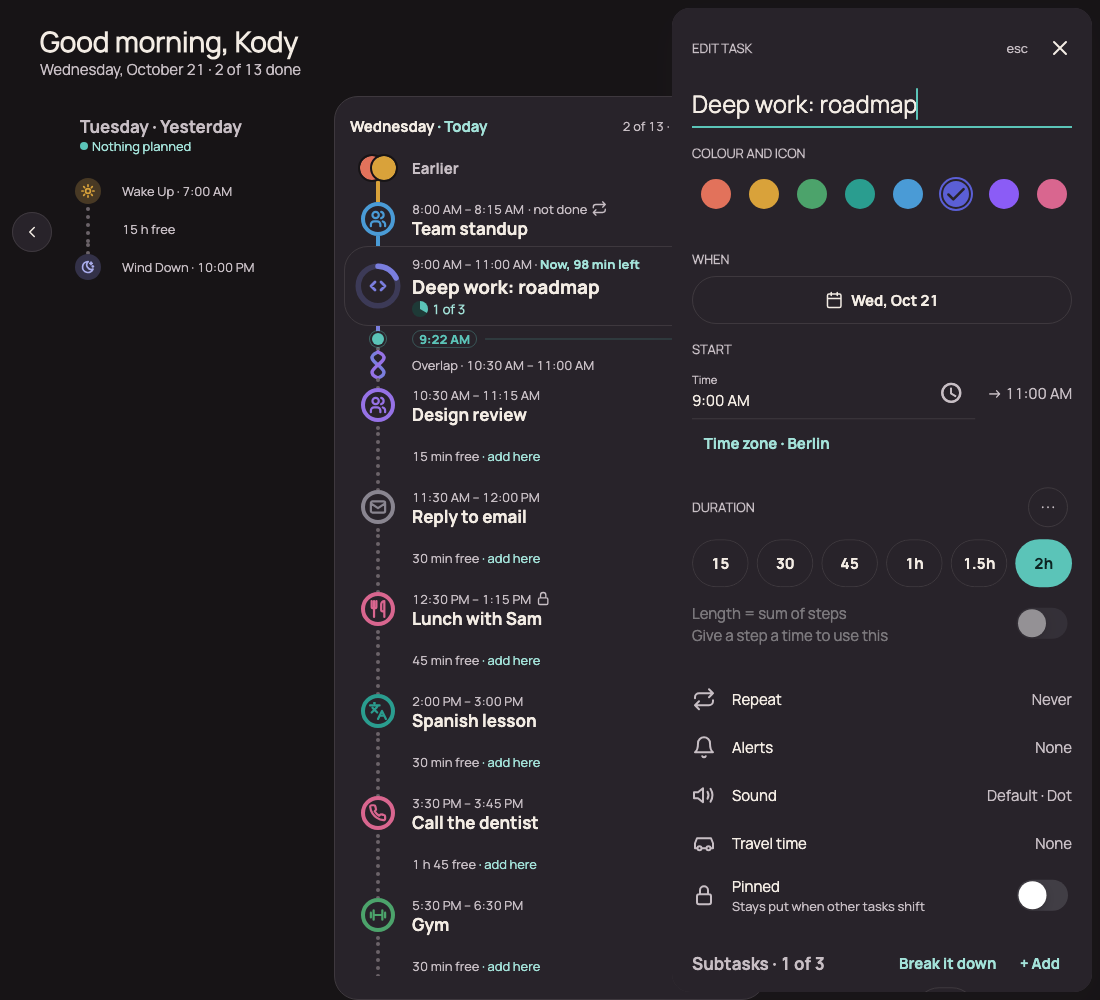 Good morning, Kody
Wednesday, October 21 · 2 of 13 done
Tuesday · Yesterday
Nothing planned
Wake Up · 7:00 AM
15 h free
Wind Down · 10:00 PM
Wednesday · Today
2 of 13 ·
Earlier
8:00 AM – 8:15 AM · not done
Team standup
9:00 AM – 11:00 AM · Now, 98 min left
Deep work: roadmap
1 of 3
9:22 AM
Overlap · 10:30 AM – 11:00 AM
10:30 AM – 11:15 AM
Design review
15 min free · add here
11:30 AM – 12:00 PM
Reply to email
30 min free · add here
12:30 PM – 1:15 PM
Lunch with Sam
45 min free · add here
2:00 PM – 3:00 PM
Spanish lesson
30 min free · add here
3:30 PM – 3:45 PM
Call the dentist
1 h 45 free · add here
5:30 PM – 6:30 PM
Gym
30 min free · add here
EDIT TASK
esc
Deep work: roadmap
COLOUR AND ICON
WHEN
Wed, Oct 21
START
Time
9:00 AM
→ 11:00 AM
Time zone · Berlin
DURATION
15 30 45 1h 1.5h 2h
Length = sum of steps
Give a step a time to use this
Repeat Never
Alerts None
Sound Default · Dot
Travel time None
Pinned
Stays put when other tasks shift
Subtasks · 1 of 3 Break it down + Add